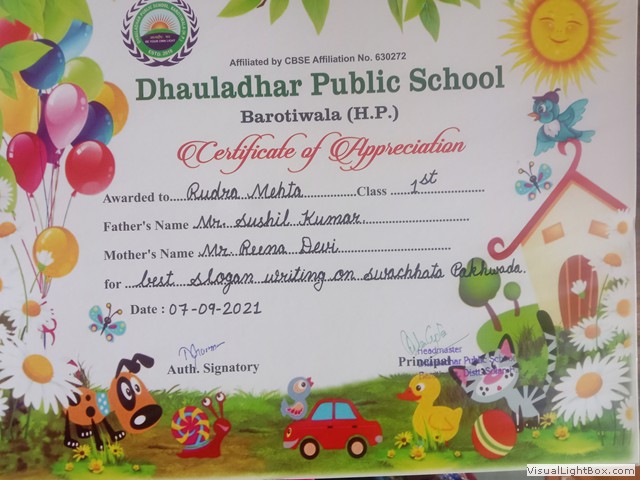 Affiliated by CBSE Affiliation No. 630272
Dhauladhar Public School
Barotiwala (H.P.)
Certificate of Appreciation
Awarded to....Rudra Mehta....Class....1st....
Father's Name Mr. Sushil Kumar....
Mother's Name Mr. Reena Devi....
for best slogan writing on swachhata Pakhwada.
Date : 07-09-2021
Auth. Signatory
Principal
Headmaster
Public School
VisualLightBox.com